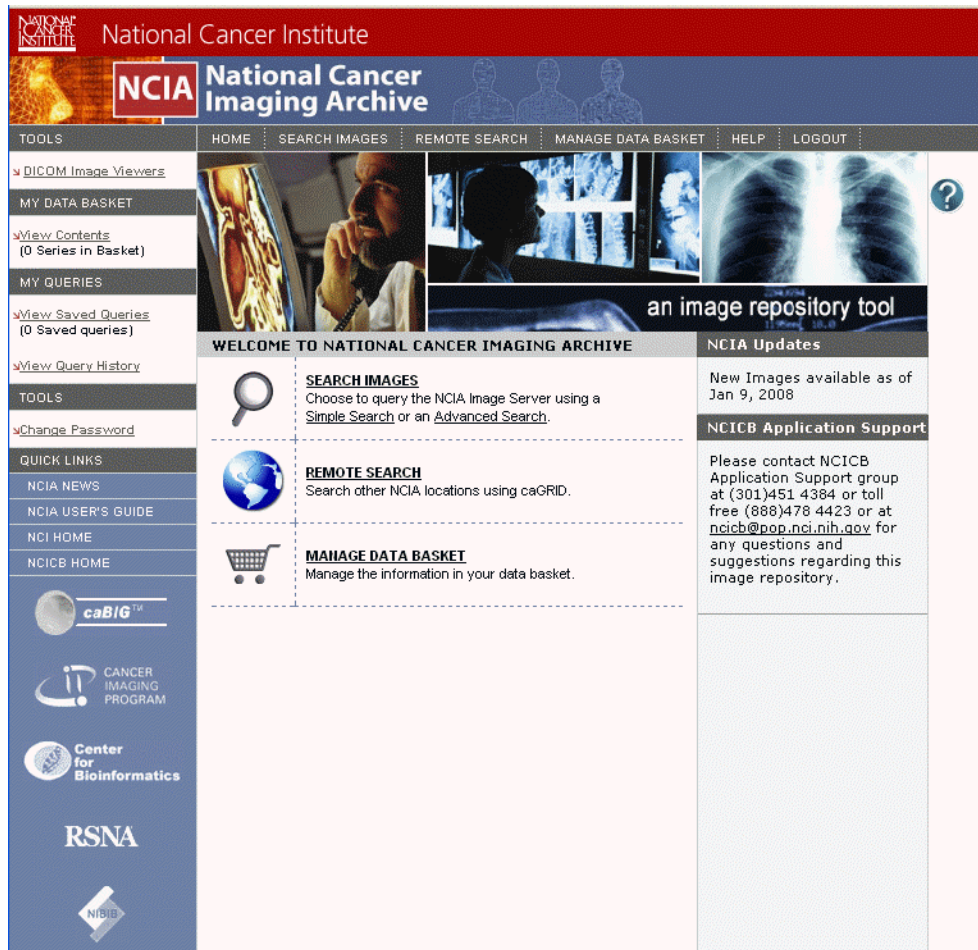 NATIONAL
CANCER
INSTITUTE
National Cancer Institute
NCIA
National Cancer
Imaging Archive
TOOLS
HOME
SEARCH IMAGES
REMOTE SEARCH
MANAGE DATA BASKET
HELP
LOGOUT
DICOM Image Viewers
MY DATA BASKET
View Contents
(0 Series in Basket)
MY QUERIES
View Saved Queries
(0 Saved queries)
View Query History
TOOLS
Change Password
QUICK LINKS
NCIA NEWS
NCIA USER'S GUIDE
NCI HOME
NCICB HOME
caBIG™
CANCER
IMAGING
PROGRAM
Center
for
Bioinformatics
RSNA
NIBIB
?
an image repository tool
WELCOME TO NATIONAL CANCER IMAGING ARCHIVE
SEARCH IMAGES
Choose to query the NCIA Image Server using a
Simple Search or an Advanced Search.
REMOTE SEARCH
Search other NCIA locations using caGRID.
MANAGE DATA BASKET
Manage the information in your data basket.
NCIA Updates
New Images available as of
Jan 9, 2008
NCICB Application Support
Please contact NCICB
Application Support group
at (301)451 4384 or toll
free (888)478 4423 or at
ncicb@pop.nci.nih.gov for
any questions and
suggestions regarding this
image repository.